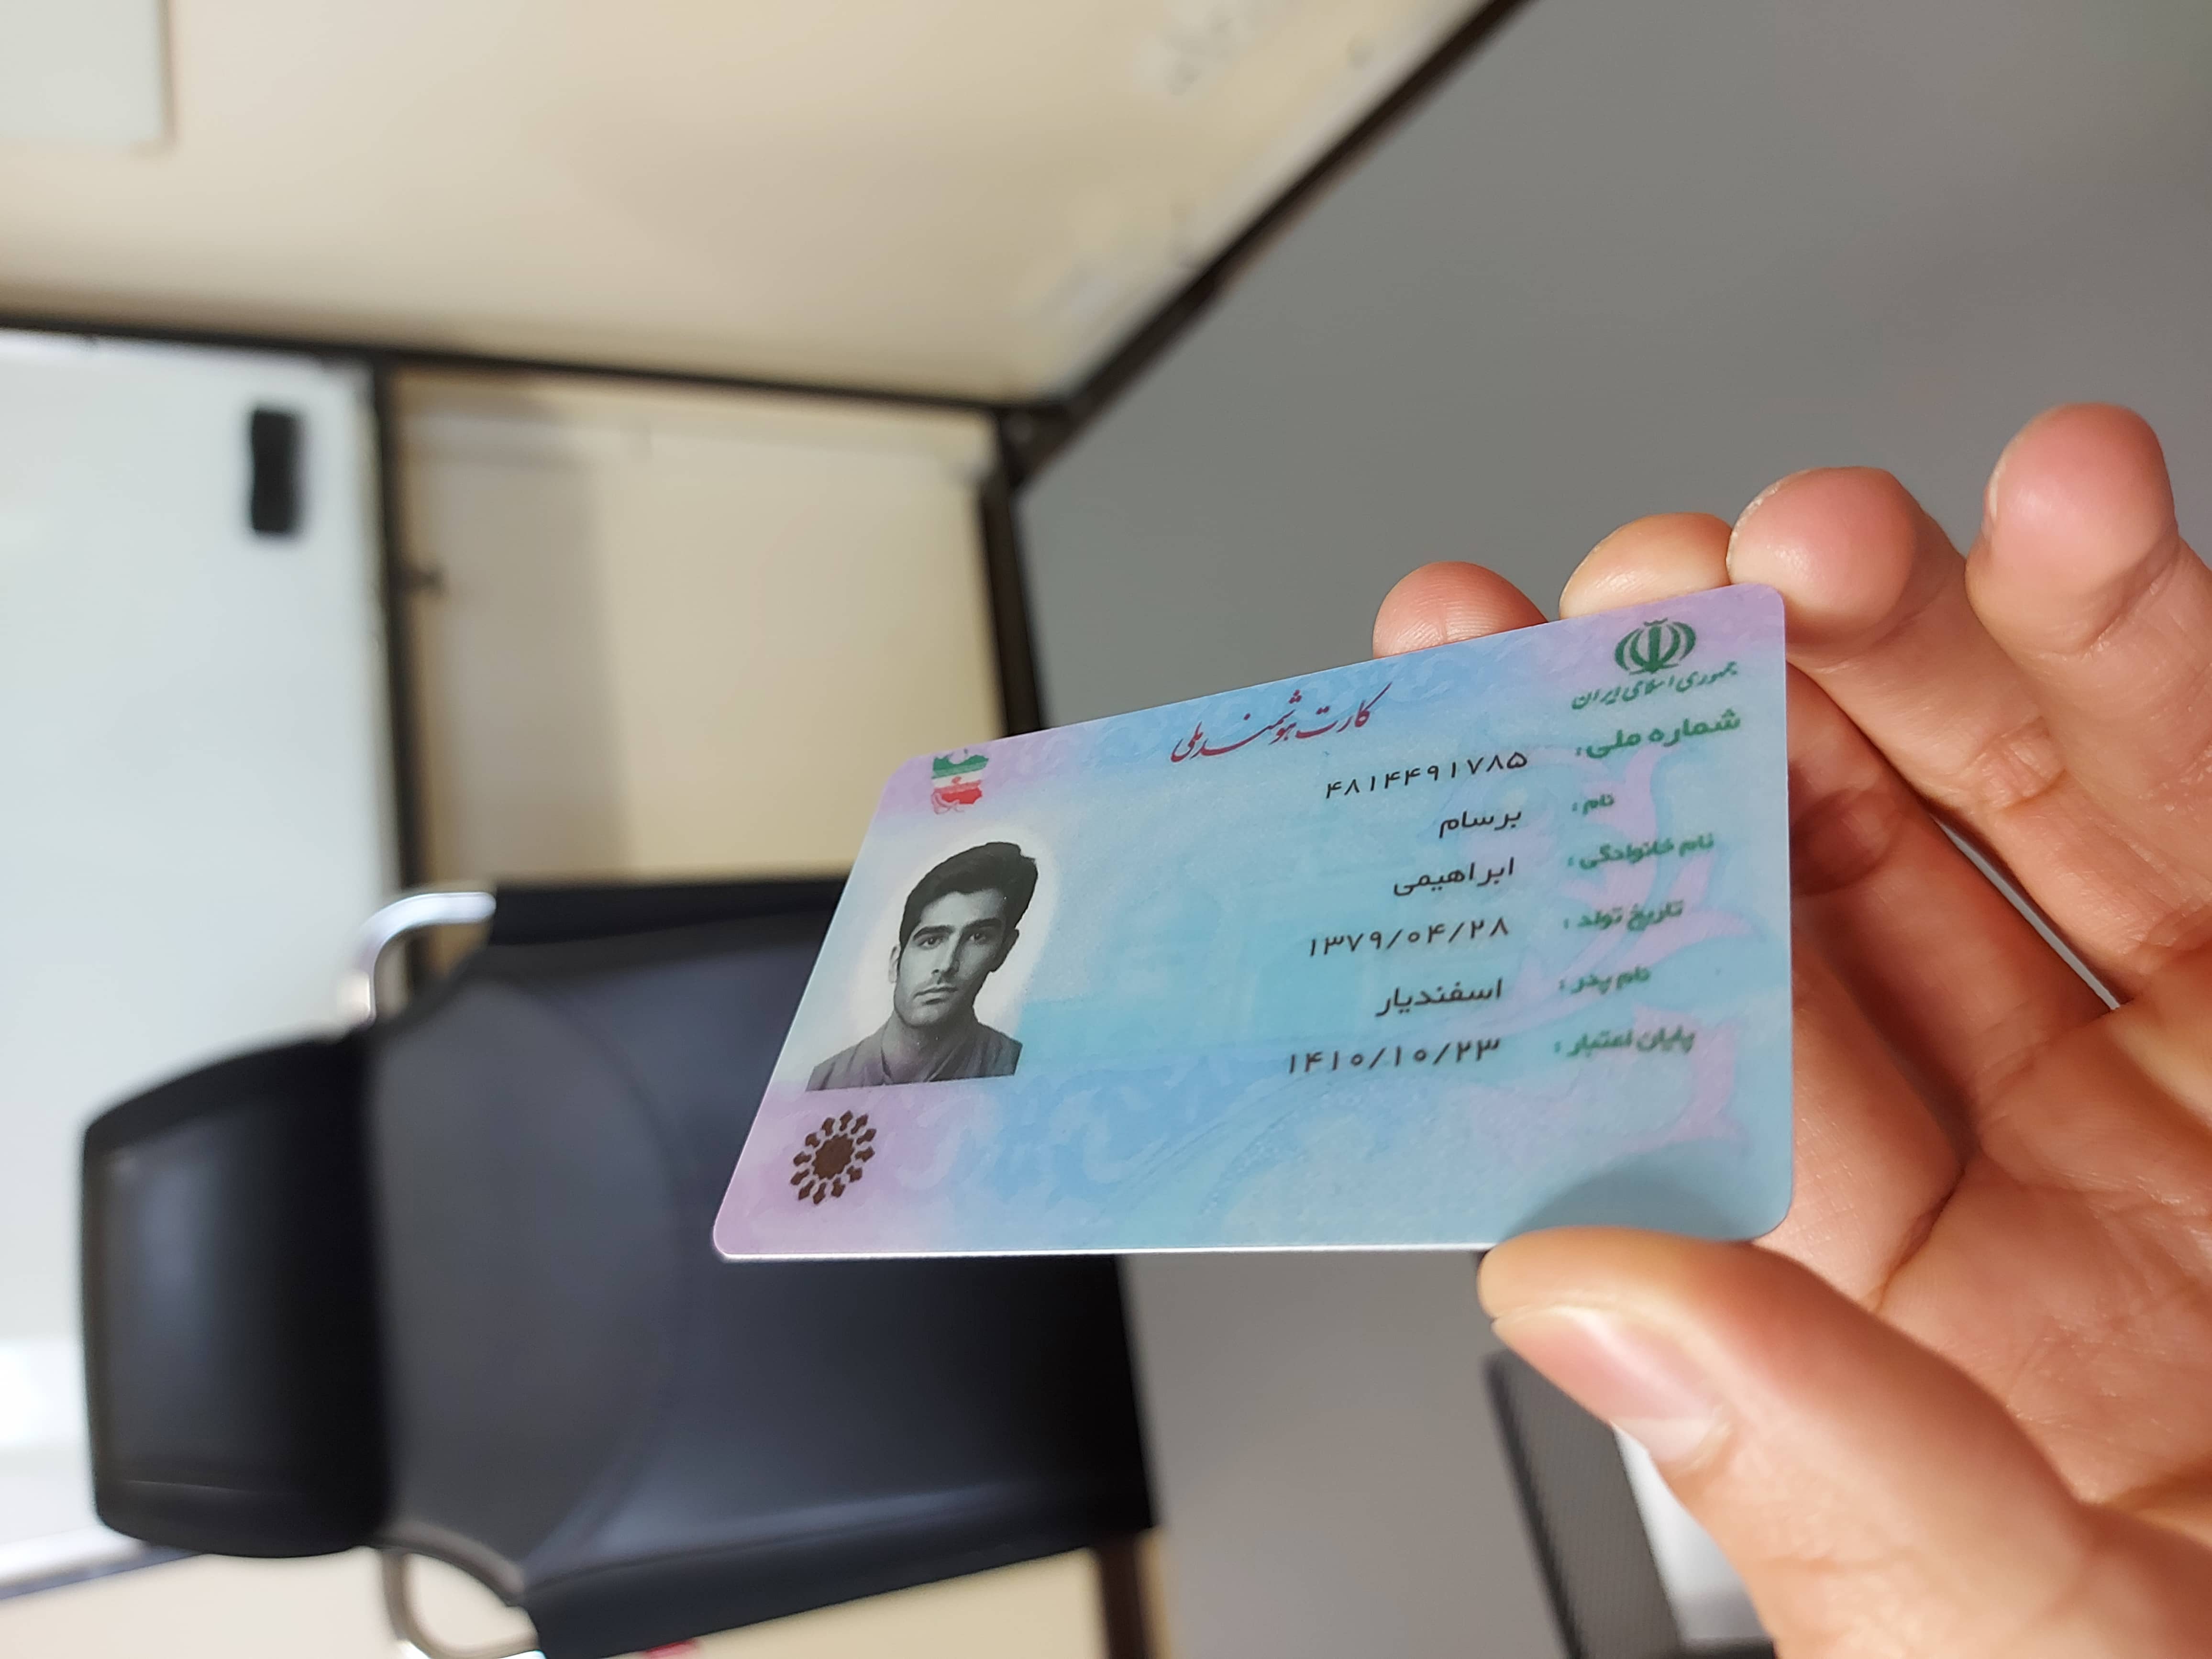 جمهوری اسلامی ایران
کارت هوشمند ملی
شماره ملی: ۴۸۱۴۴۹۱۷۸۵
نام: برسام
نام خانوادگی: ابراهیمی
تاریخ تولد: ۱۳۷۹/۰۴/۲۸
نام پدر: اسفندیار
پایان اعتبار: ۱۴۱۰/۱۰/۲۳